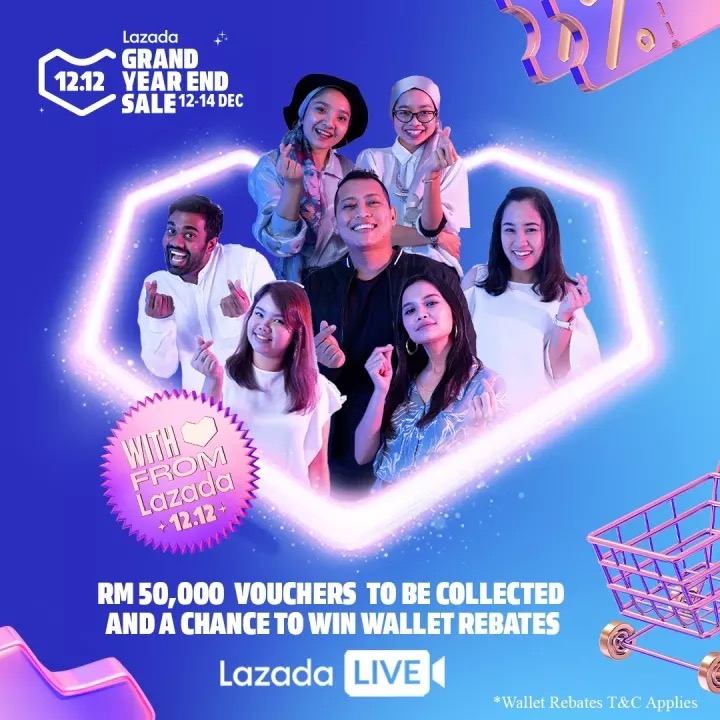 Lazada
12.12
GRAND
YEAR END
SALE 12-14 DEC
%
WITH
FROM
Lazada
12.12
RM 50,000 VOUCHERS TO BE COLLECTED
AND A CHANCE TO WIN WALLET REBATES
Lazada LIVE
*Wallet Rebates T&C Applies